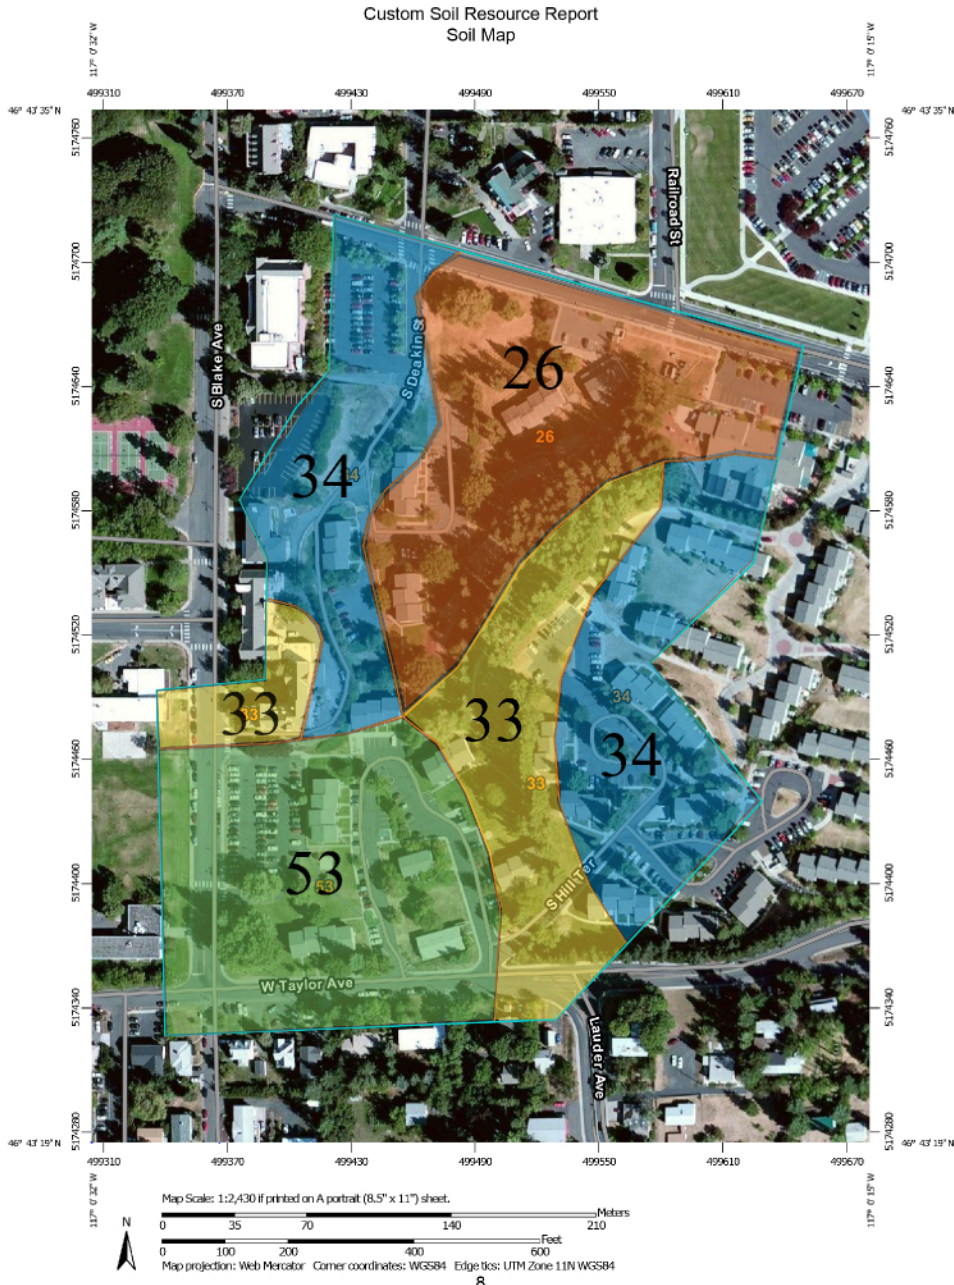 Custom Soil Resource Report
Soil Map
117° 0' 32" W
117° 0' 15" W
499310 499370 499430 499490 499550 499610 499670
46° 43' 35" N
46° 43' 35" N
5174760
5174760
Railroad St
5174700
5174700
S Blake Ave
S Deakin St
26
5174640
5174640
26
34
34
5174580
5174580
5174520
5174520
34
33
33
33
34
5174460
5174460
33
53
53
S Hill Ter
5174400
5174400
W Taylor Ave
5174340
5174340
Lauder Ave
5174280
5174280
46° 43' 19" N
46° 43' 19" N
499310 499370 499430 499490 499550 499610 499670
117° 0' 32" W
117° 0' 15" W
Map Scale: 1:2,430 if printed on A portrait (8.5" x 11") sheet.
N
Meters
0 35 70 140 210
Feet
0 100 200 400 600
Map projection: Web Mercator Corner coordinates: WGS84 Edge tics: UTM Zone 11N WGS84
8